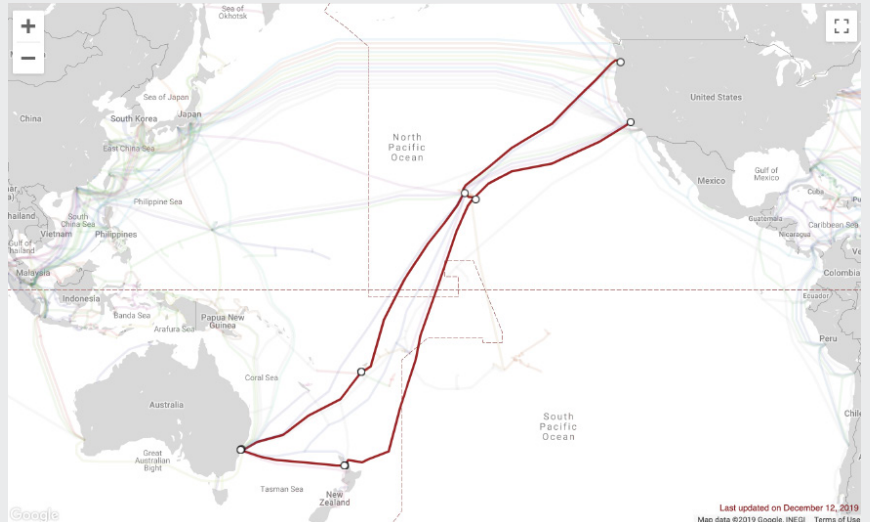 Sea of
Okhotsk
+
−
Sea of Japan
China
South Korea
Japan
United States
East China Sea
North
Pacific
Ocean
Gulf of
Mexico
Mexico
Cuba
Philippine Sea
South
China Sea
Guatemala
Caribbean Sea
Vietnam
Philippines
Nicaragua
Gulf of
Thailand
Malaysia
Colombia
Indonesia
Ecuador
Banda Sea
Papua New
Guinea
Arafura Sea
Peru
Coral Sea
Australia
South
Pacific
Ocean
Great
Australian
Bight
Tasman Sea
New
Zealand
Last updated on December 12, 2019
Google
Map data ©2019 Google, INEGI Terms of Use